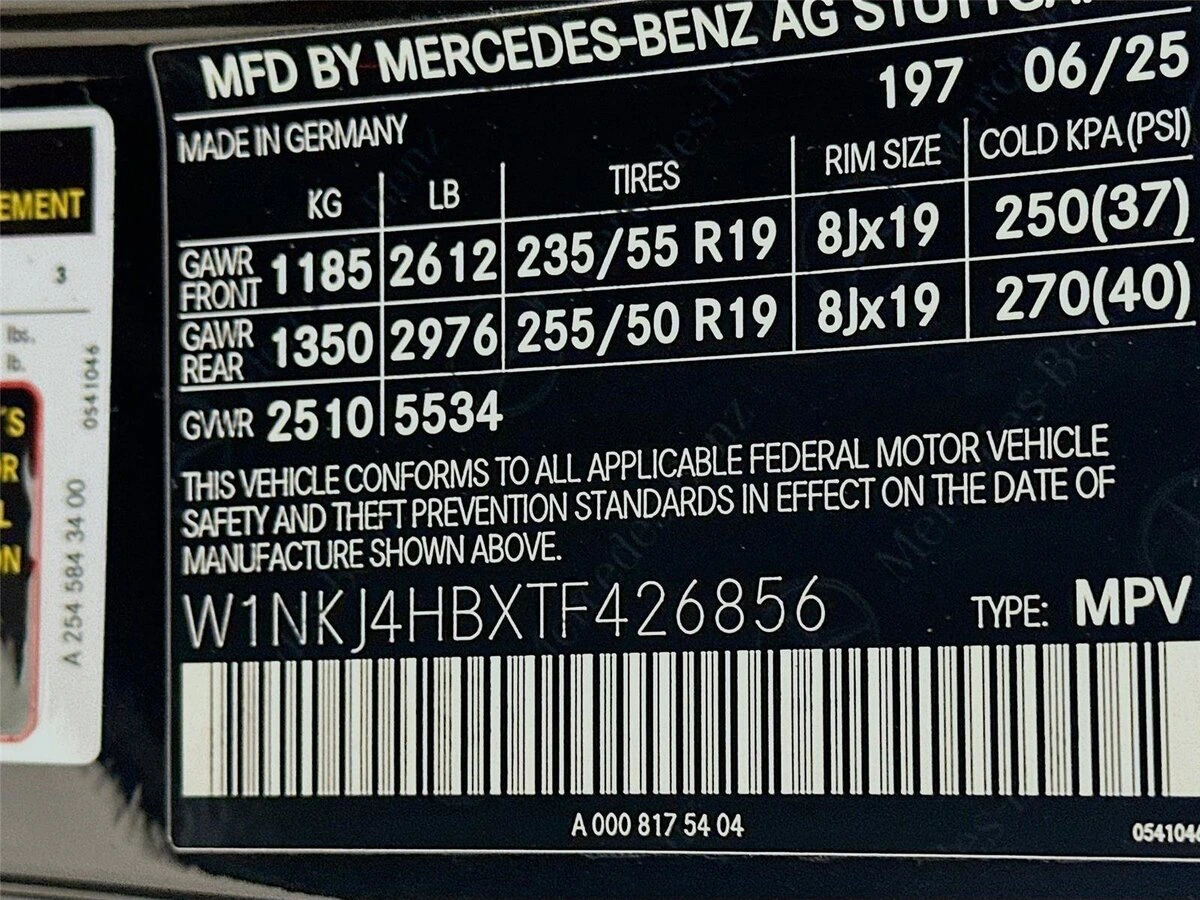 MFD BY MERCEDES-BENZ AG
197 06/25
MADE IN GERMANY
KG LB TIRES RIM SIZE COLD KPA (PSI)
GAWR FRONT 1185 2612 235/55 R19 8Jx19 250(37)
GAWR REAR 1350 2976 255/50 R19 8Jx19 270(40)
GVWR 2510 5534
THIS VEHICLE CONFORMS TO ALL APPLICABLE FEDERAL MOTOR VEHICLE
SAFETY AND THEFT PREVENTION STANDARDS IN EFFECT ON THE DATE OF
MANUFACTURE SHOWN ABOVE.
W1NKJ4HBXTF426856 TYPE: MPV
A 000 817 54 04
3
lbs.
lb.
0541046
A 254 584 34 00